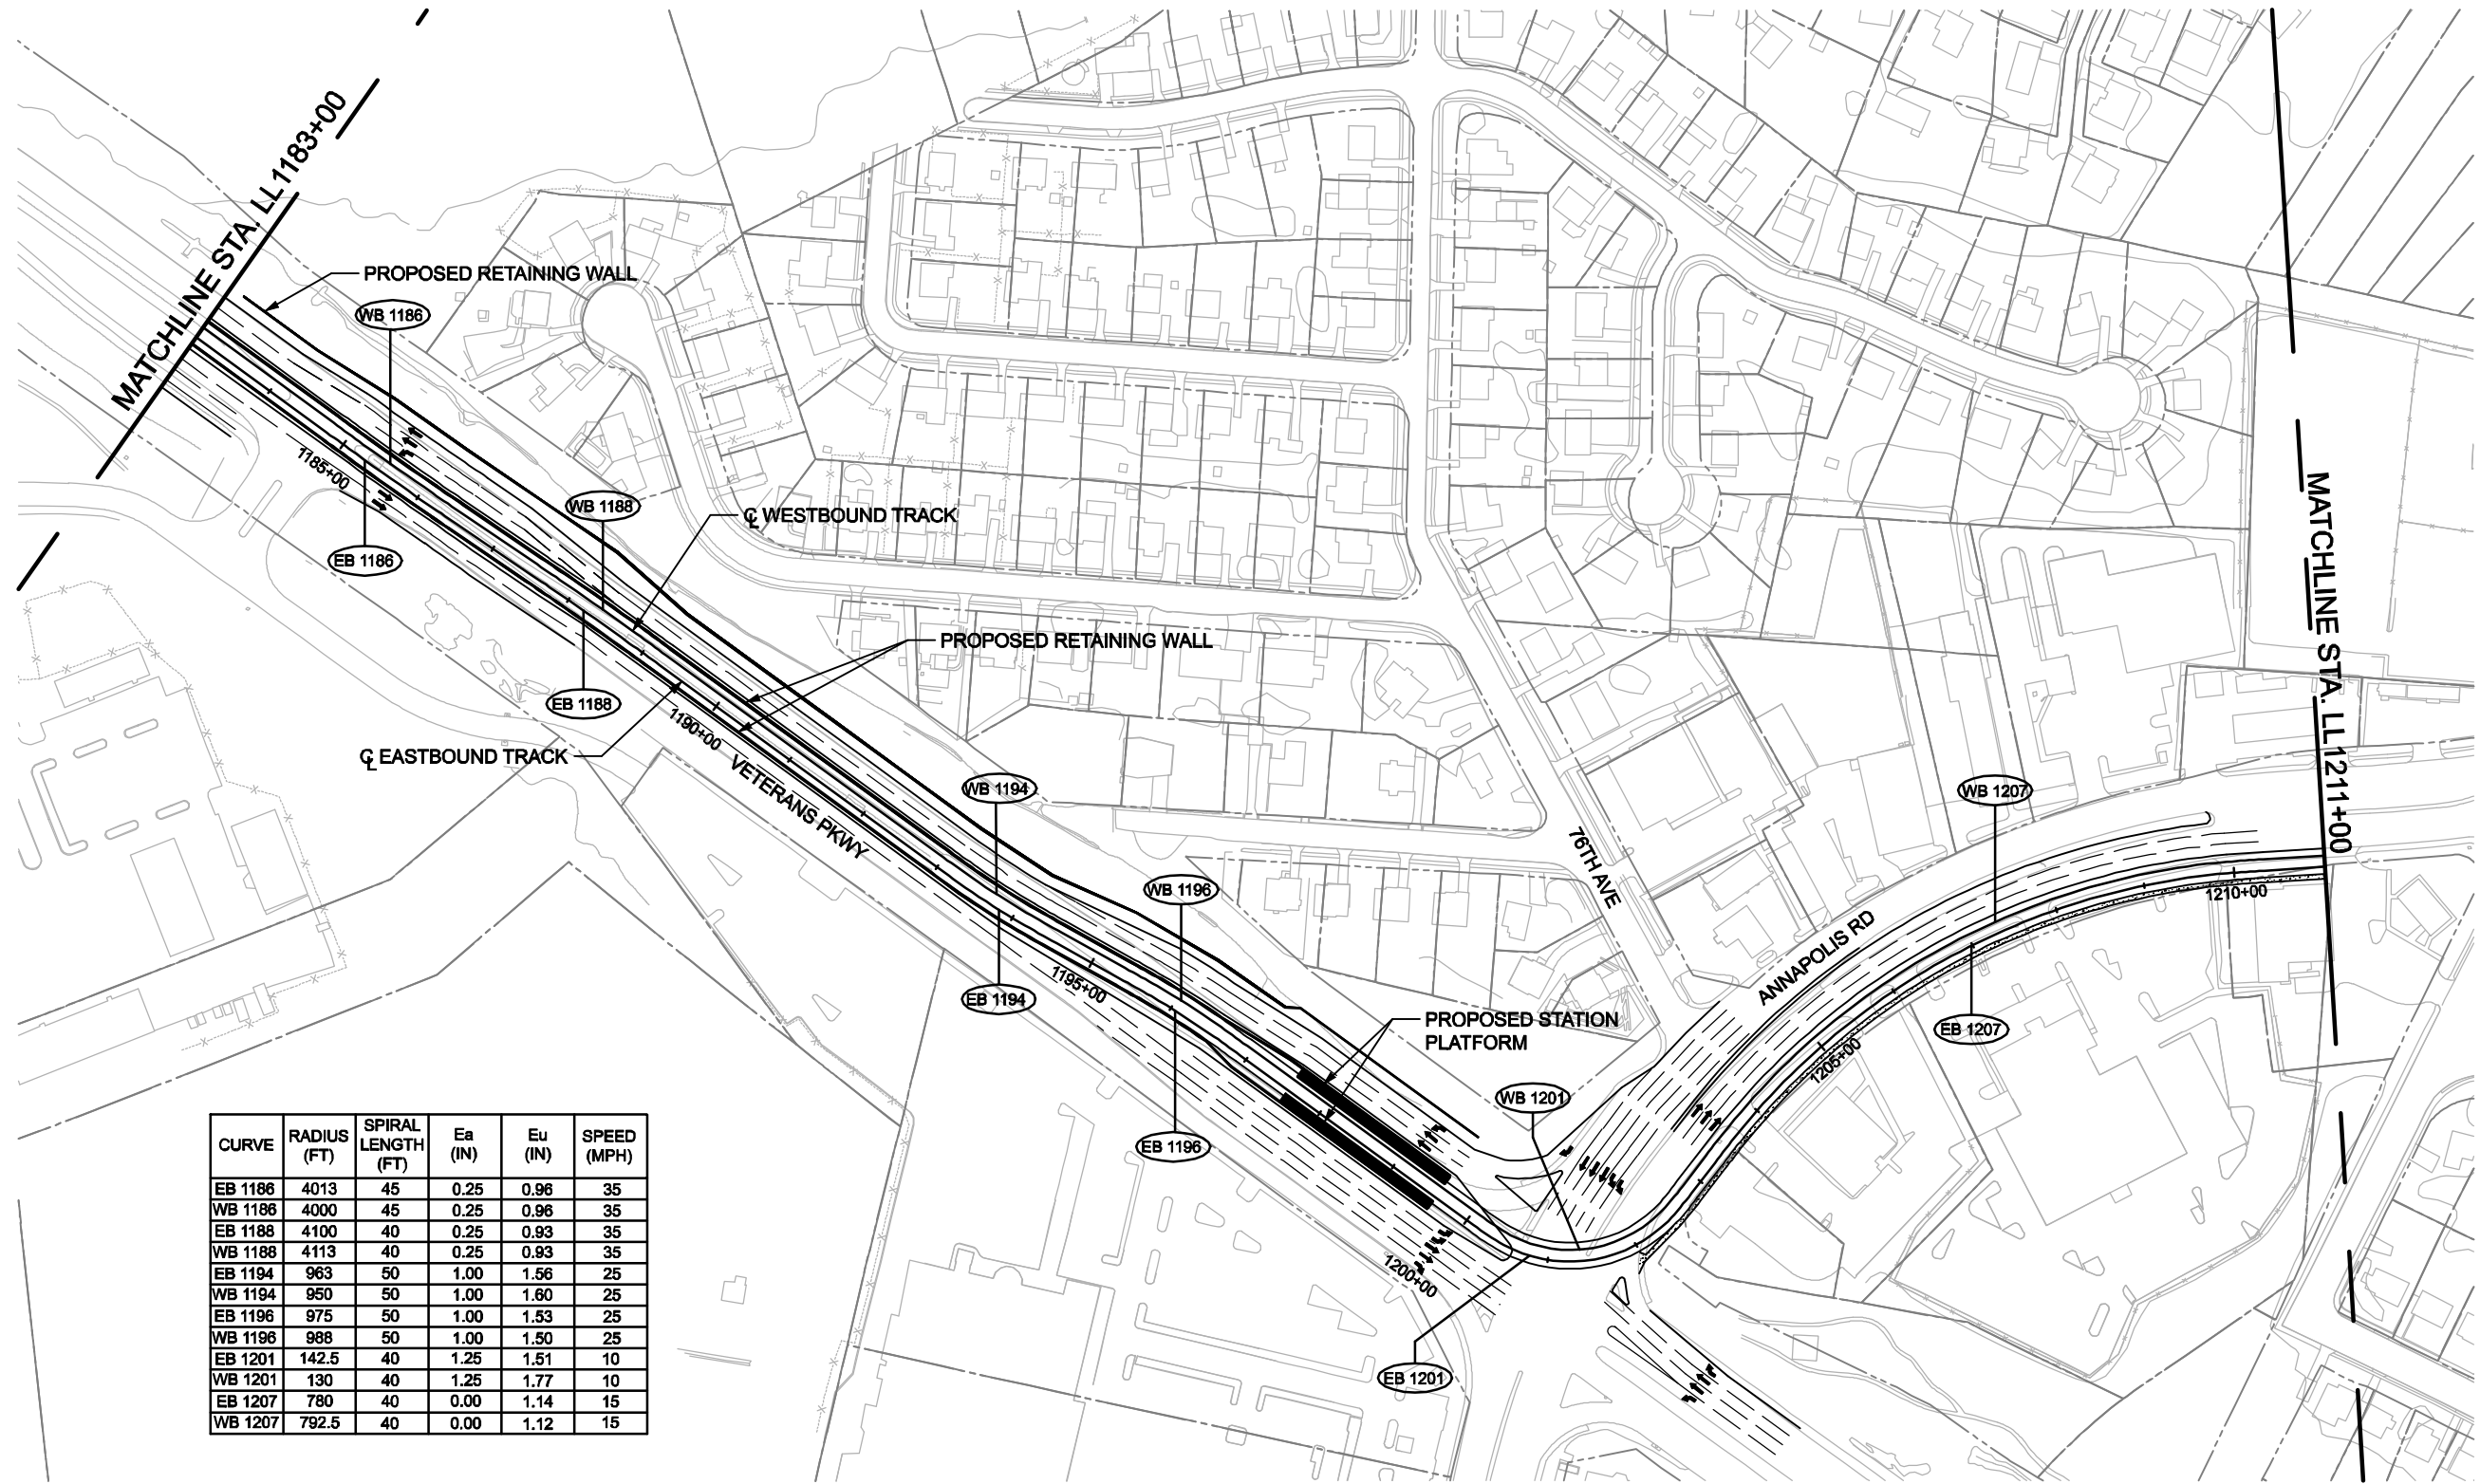 MATCHLINE STA. LL1183+00
PROPOSED RETAINING WALL
WB 1186
1185+00
EB 1186
WB 1188
℄ WESTBOUND TRACK
PROPOSED RETAINING WALL
EB 1188
1190+00
℄ EASTBOUND TRACK
VETERANS PKWY
WB 1194
EB 1194
1195+00
WB 1196
EB 1196
PROPOSED STATION
PLATFORM
76TH AVE
WB 1201
1200+00
EB 1201
ANNAPOLIS RD
WB 1207
EB 1207
1205+00
1210+00
MATCHLINE STA. LL1211+00
CURVE RADIUS (FT) SPIRAL LENGTH (FT) Ea (IN) Eu (IN) SPEED (MPH)
EB 1186 4013 45 0.25 0.96 35
WB 1186 4000 45 0.25 0.96 35
EB 1188 4100 40 0.25 0.93 35
WB 1188 4113 40 0.25 0.93 35
EB 1194 963 50 1.00 1.56 25
WB 1194 950 50 1.00 1.60 25
EB 1196 975 50 1.00 1.53 25
WB 1196 988 50 1.00 1.50 25
EB 1201 142.5 40 1.25 1.51 10
WB 1201 130 40 1.25 1.77 10
EB 1207 780 40 0.00 1.14 15
WB 1207 792.5 40 0.00 1.12 15